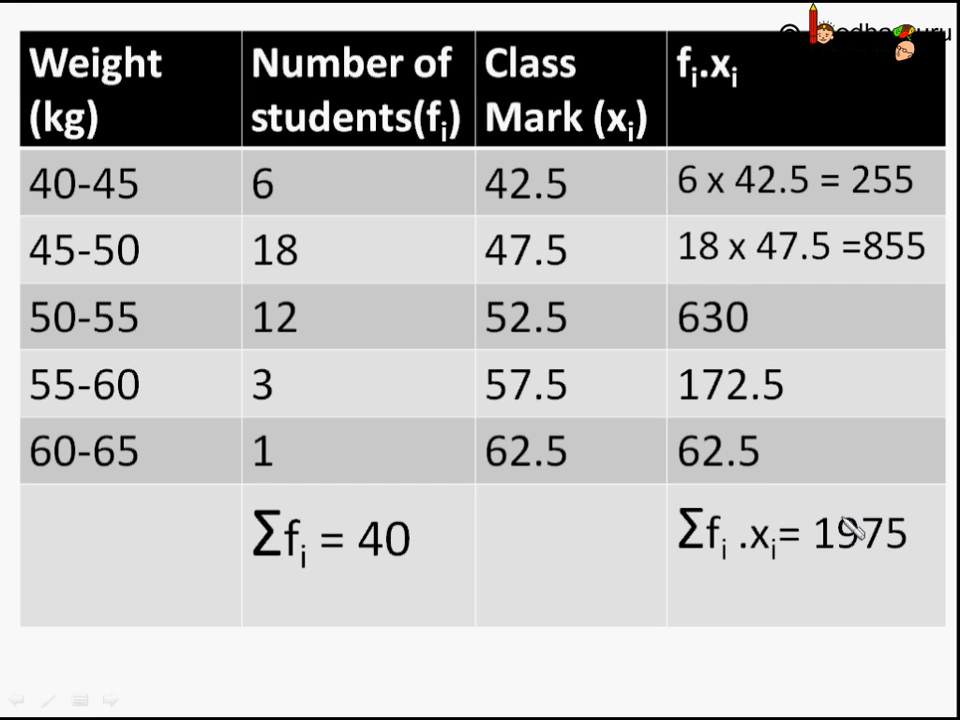 Weight (kg) Number of students(fi) Class Mark (xi) fi.xi
40-45 6 42.5 6 x 42.5 = 255
45-50 18 47.5 18 x 47.5 =855
50-55 12 52.5 630
55-60 3 57.5 172.5
60-65 1 62.5 62.5
Σfi = 40 Σfi .xi= 1975